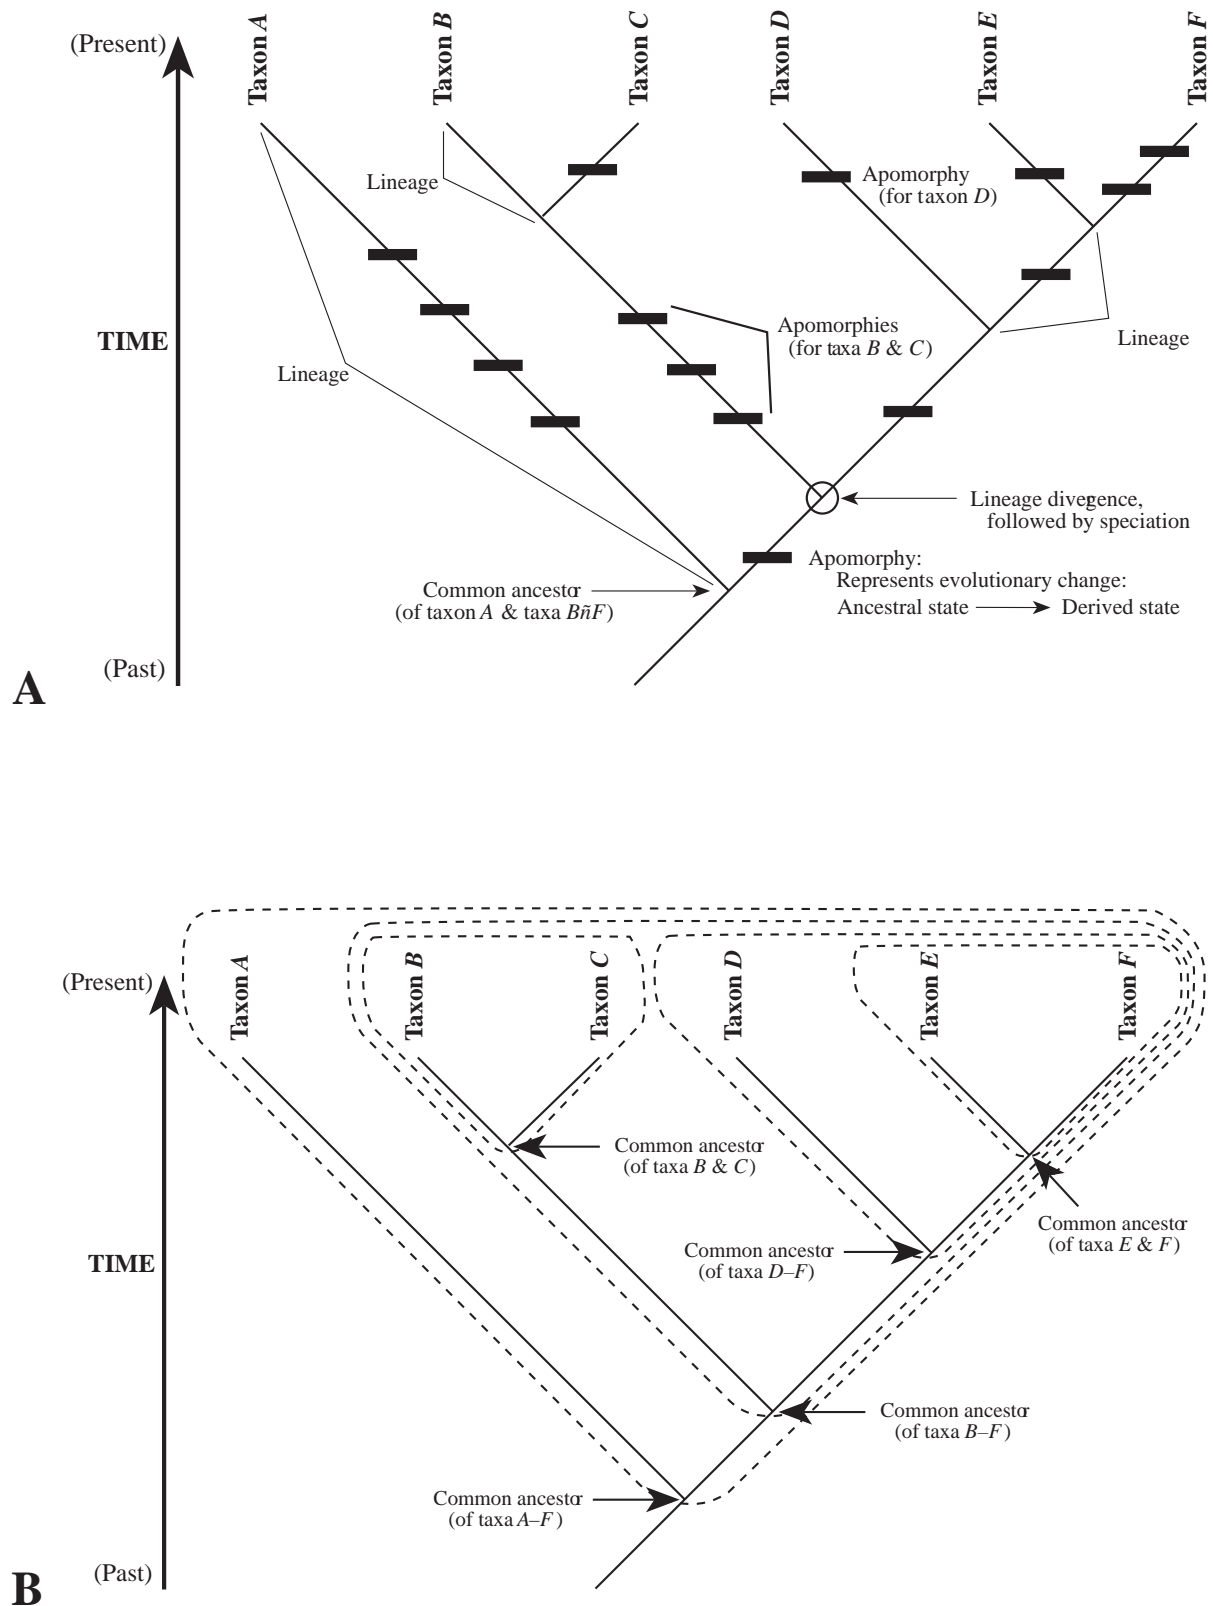 (Present)
Taxon A
Taxon B
Taxon C
Taxon D
Taxon E
Taxon F
Lineage
Apomorphy
(for taxon D)
TIME
Apomorphies
(for taxa B & C)
Lineage
Lineage
Lineage divergence,
followed by speciation
Apomorphy:
Represents evolutionary change:
Ancestral state
Derived state
Common ancestor
(of taxon A & taxa BñF)
(Past)
A
(Present)
Taxon A
Taxon B
Taxon C
Taxon D
Taxon E
Taxon F
Common ancestor
(of taxa B & C)
Common ancestor
(of taxa E & F)
Common ancestor
(of taxa D–F)
TIME
Common ancestor
(of taxa B–F)
Common ancestor
(of taxa A–F)
(Past)
B